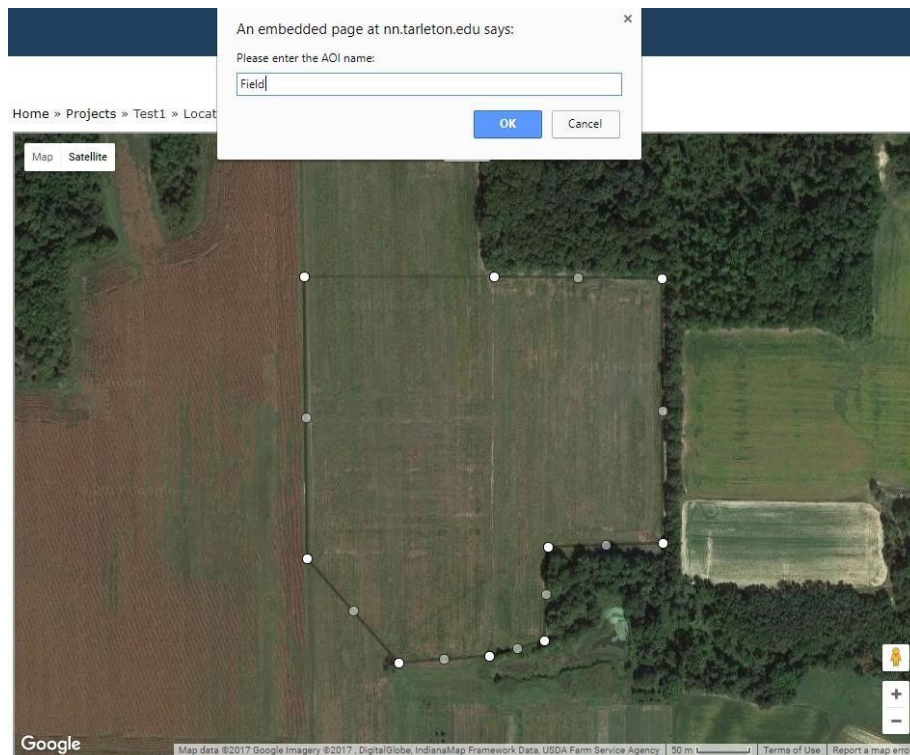 An embedded page at nn.tarleton.edu says:
Please enter the AOI name:
Field
OK
Cancel
Home » Projects » Test1 » Locat
Map
Satellite
Google
Map data ©2017 Google Imagery ©2017 , DigitalGlobe, IndianaMap Framework Data, USDA Farm Service Agency
50 m
Terms of Use
Report a map erro